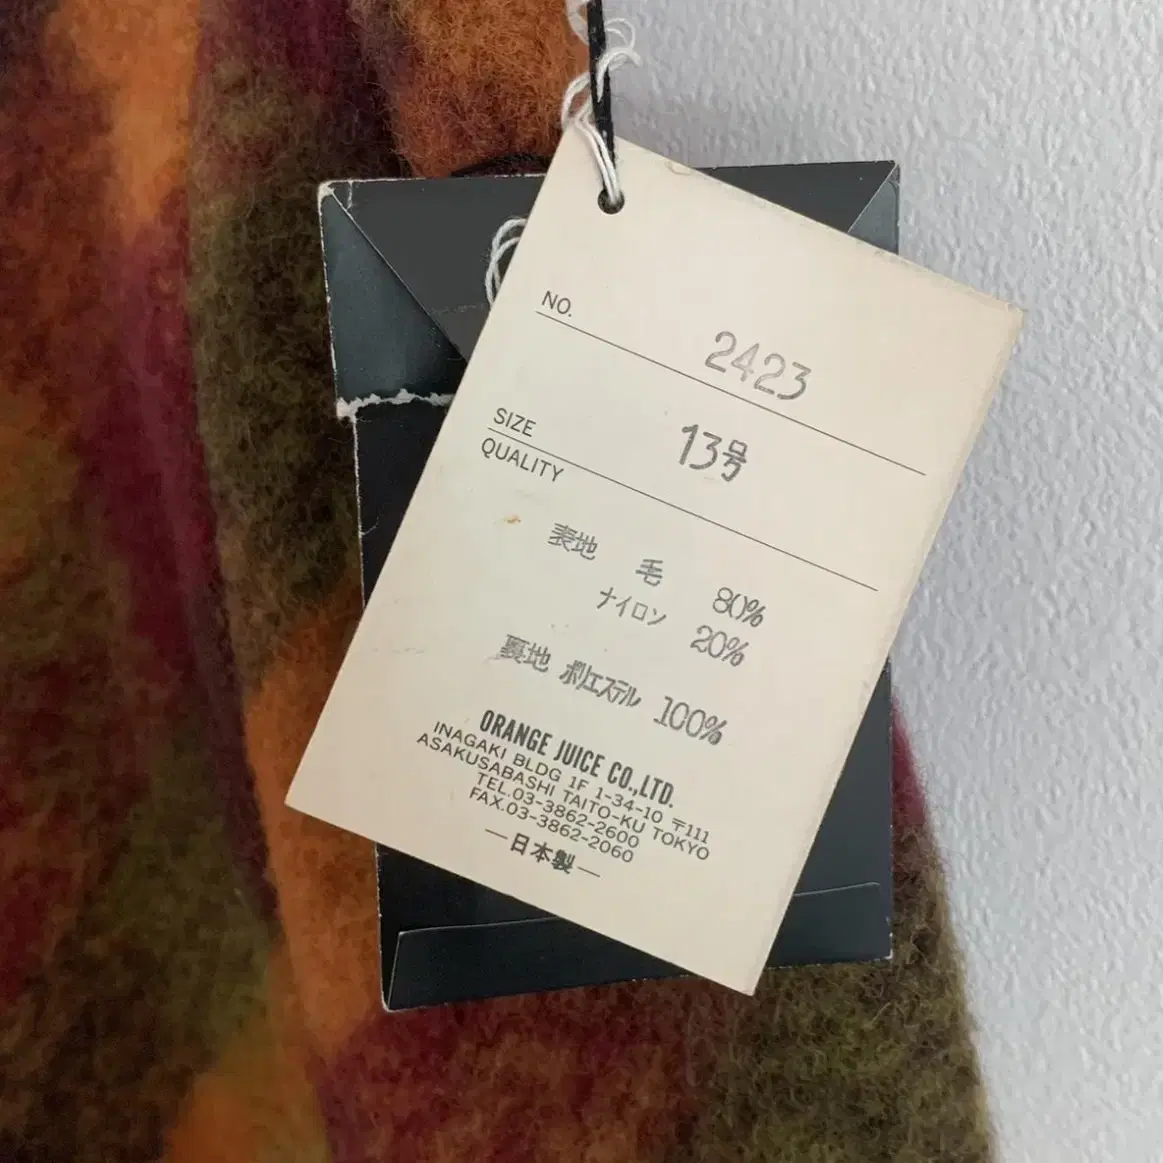 NO. 2423
SIZE 13号
QUALITY
表地 毛 80%
ナイロン 20%
裏地 ポリエステル 100%
ORANGE JUICE CO.,LTD.
INAGAKI BLDG 1F 1-34-10 〒111
ASAKUSABASHI TAITO-KU TOKYO
TEL.03-3862-2600
FAX.03-3862-2060
—日本製—